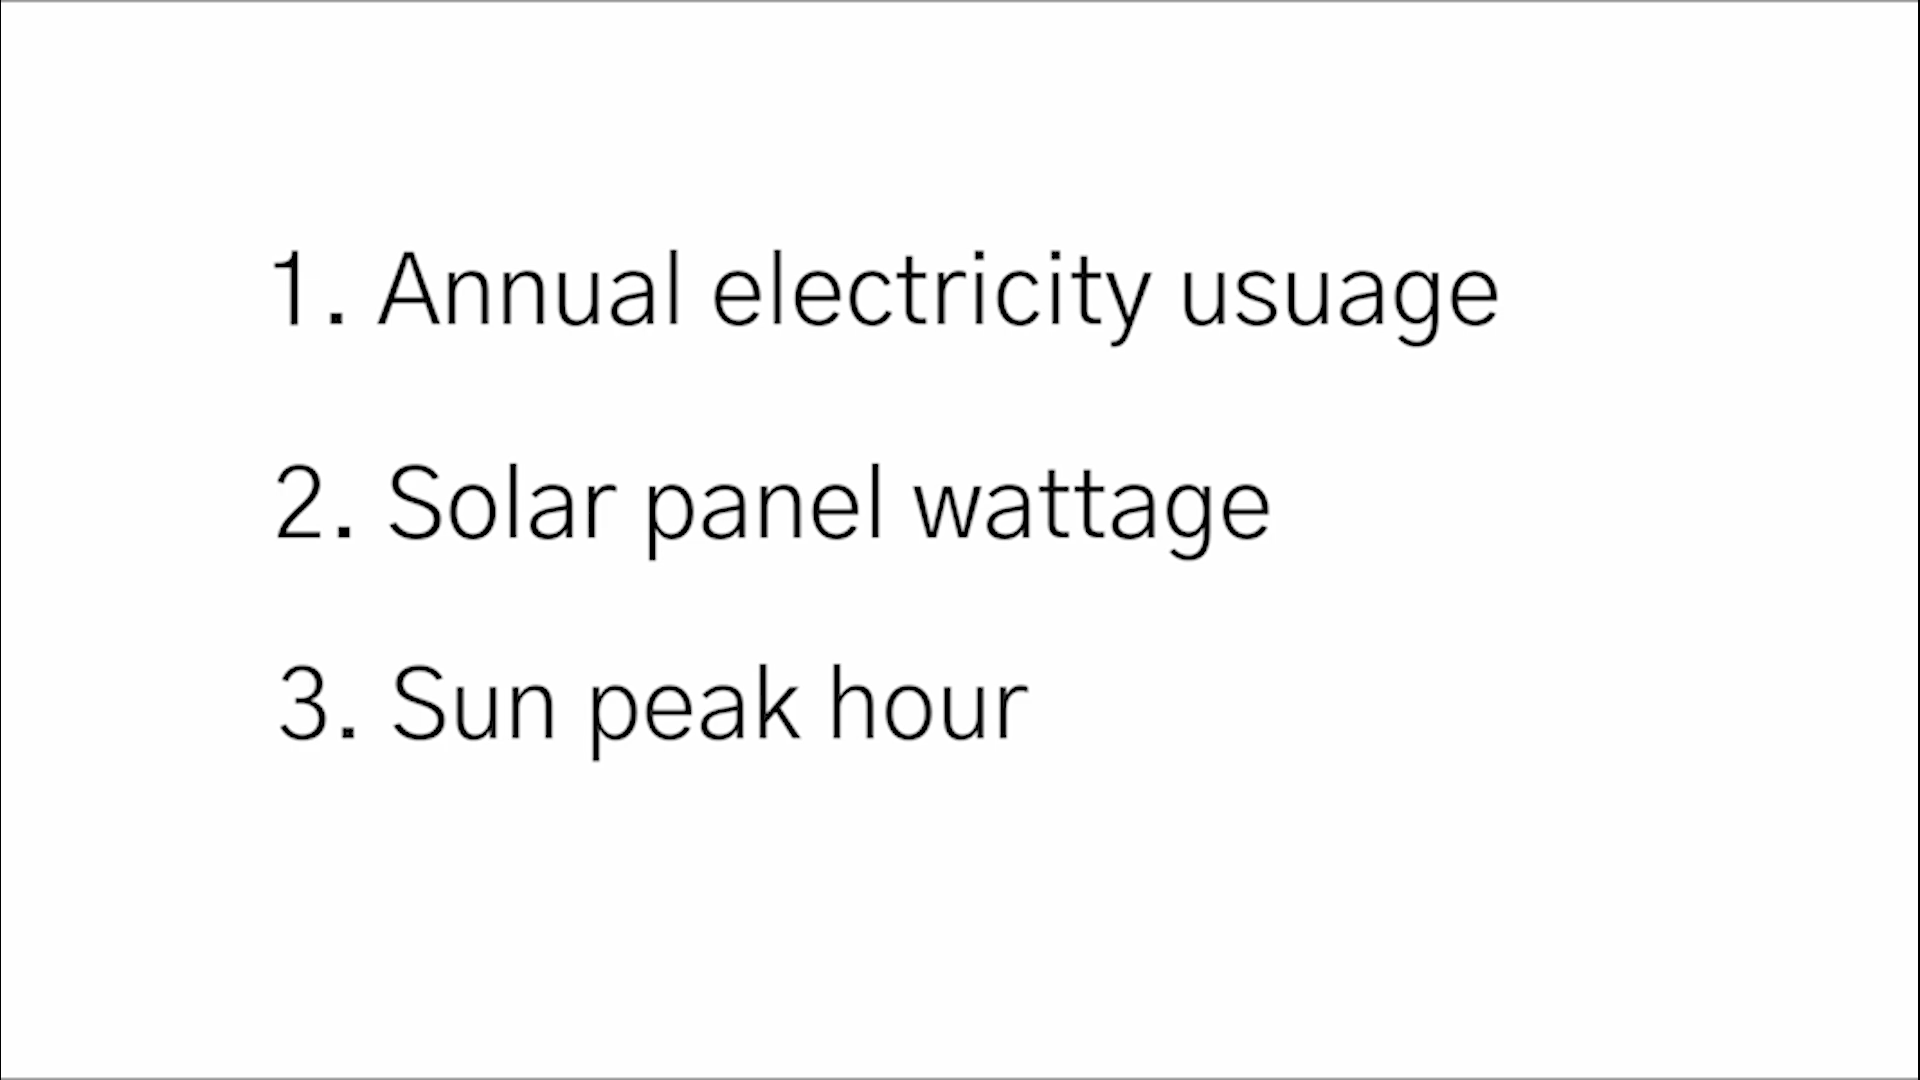 1. Annual electricity usuage
2. Solar panel wattage
3. Sun peak hour